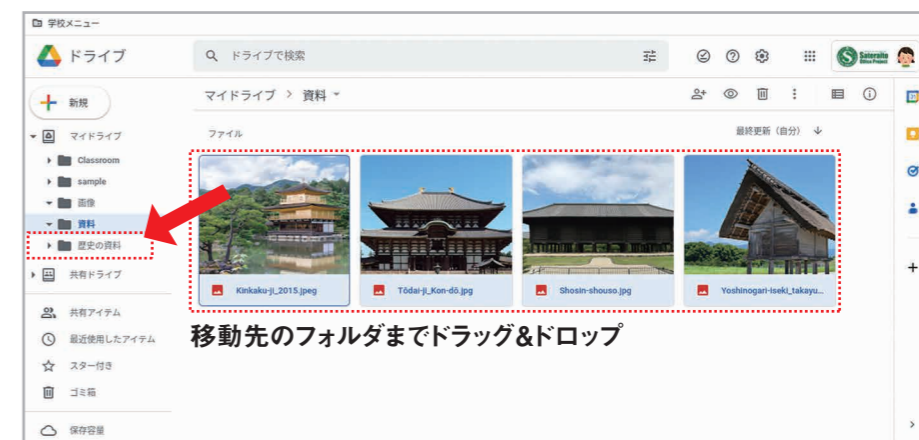 学校メニュー
ドライブ
ドライブで検索
Sateraito
Office Project
新規
マイドライブ > 資料
マイドライブ
Classroom
sample
画像
資料
歴史の資料
共有ドライブ
共有アイテム
最近使用したアイテム
スター付き
ゴミ箱
保存容量
ファイル
最終更新（自分）
Kinkaku-ji_2015.jpeg
Tōdai-ji_Kon-dō.jpg
Shosin-shouso.jpg
Yoshinogari-iseki_takayu...
移動先のフォルダまでドラッグ&ドロップ